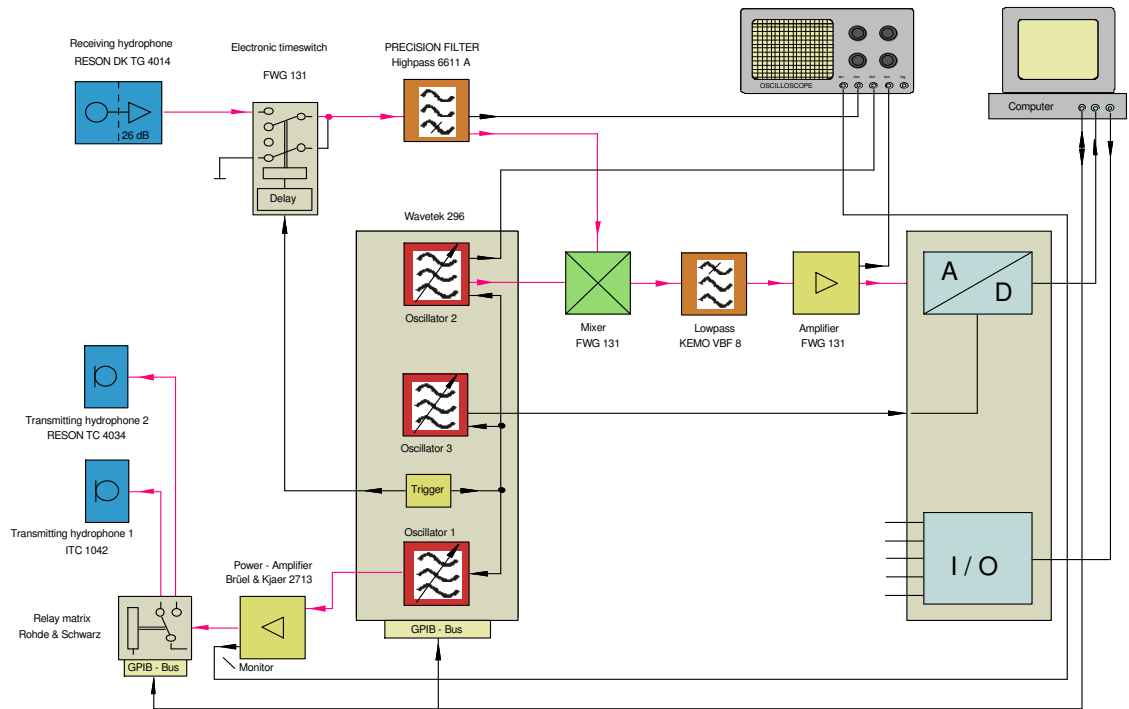 Receiving hydrophone
RESON DK TG 4014
26 dB
Electronic timeswitch
FWG 131
Delay
PRECISION FILTER
Highpass 6611 A
OSCILLOSCOPE
Computer
Wavetek 296
Oscillator 2
Mixer
FWG 131
Lowpass
KEMO VBF 8
Amplifier
FWG 131
A
D
Oscillator 3
Transmitting hydrophone 2
RESON TC 4034
Trigger
Transmitting hydrophone 1
ITC 1042
Oscillator 1
I / O
Power - Amplifier
Brüel & Kjaer 2713
Relay matrix
Rohde & Schwarz
GPIB - Bus
GPIB - Bus
Monitor